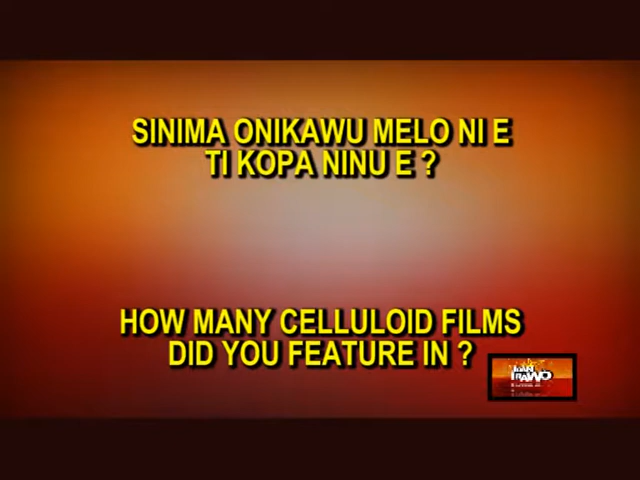 SINIMA ONIKAWU MELO NI E
TI KOPA NINU E ?
HOW MANY CELLULOID FILMS
DID YOU FEATURE IN ?